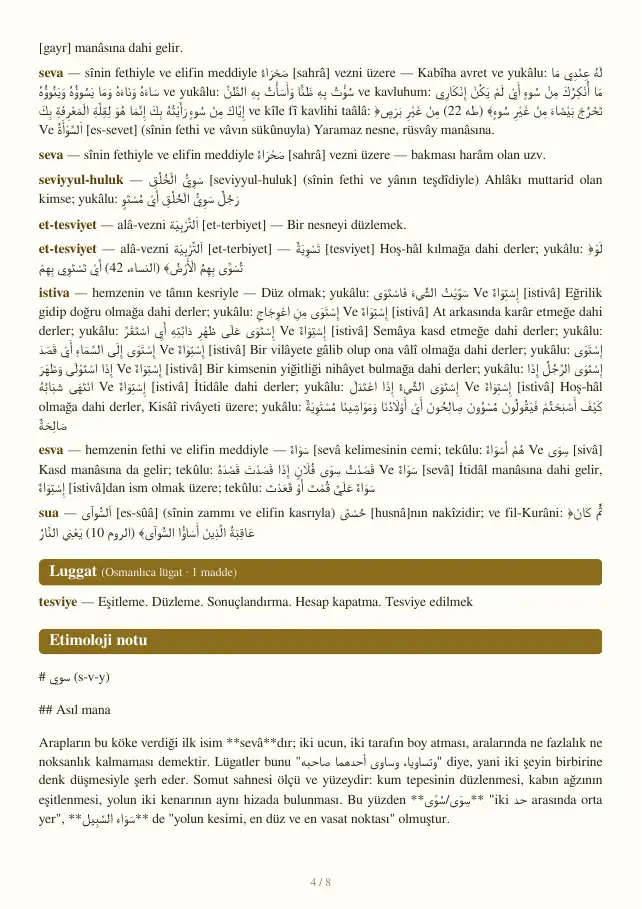 [gayr] manâsına dahi gelir.
seva — sînin fethiyle ve elifin meddiyle صَحْرَاءُ [sahrâ] vezni üzere — Kabîha avret ve yukâlu: لَهُ عِنْدِي مَا
سَاءَهُ وَنَاءَهُ وَمَا يَسُوؤُهُ وَيَنُوؤُهُ ve yukâlu: سُؤْتُ بِهِ ظَنًّا وَأَسَأْتُ بِهِ الظَّنَّ ve kavluhum: مَا أُنْكِرُكَ مِنْ سُوءٍ أَيْ لَمْ يَكُنْ إِنْكَارِي
إِيَّاكَ مِنْ سُوءٍ رَأَيْتُهُ بِكَ إِنَّمَا هُوَ لِقِلَّةِ الْمَعْرِفَةِ بِكَ ve kîle fî kavlihi taâlâ: ﴿تَخْرُجْ بَيْضَاءَ مِنْ غَيْرِ سُوءٍ﴾ (طه 22) مِنْ غَيْرِ بَرَصٍ
Ve اَلسَّوْأَةُ [es-sevet] (sînin fethi ve vâvın sükûnuyla) Yaramaz nesne, rüsvây manâsına.
seva — sînin fethiyle ve elifin meddiyle صَحْرَاءُ [sahrâ] vezni üzere — bakması harâm olan uzv.
seviyyul-huluk — سَوِيُّ الْخُلْقِ [seviyyul-huluk] (sînin fethi ve yânın teşdîdiyle) Ahlâkı muttarid olan
kimse; yukâlu: رَجُلٌ سَوِيُّ الْخُلْقِ أَيْ مُسْتَوٍ
et-tesviyet — alâ-vezni اَلتَّرْبِيَة [et-terbiyet] — Bir nesneyi düzlemek.
et-tesviyet — alâ-vezni اَلتَّرْبِيَة [et-terbiyet] — تَسْوِيَةٌ [tesviyet] Hoş-hâl kılmağa dahi derler; yukâlu: ﴿لَوْ
تُسَوَّى بِهِمُ الْأَرْضُ﴾ (النساء، 42) أَيْ تَسْتَوِي بِهِمْ
istiva — hemzenin ve tânın kesriyle — Düz olmak; yukâlu: سَوَّيْتُ الشَّيْءَ فَاسْتَوَى Ve إِسْتِوَاءٌ [istivâ] Eğrilik
gidip doğru olmağa dahi derler; yukâlu: إِسْتَوَى مِنِ اعْوِجَاجٍ Ve إِسْتِوَاءٌ [istivâ] At arkasında karâr etmeğe dahi
derler; yukâlu: إِسْتَوَى عَلَى ظَهْرِ دَابَّتِهِ أَيِ اسْتَقَرَّ Ve إِسْتِوَاءٌ [istivâ] Semâya kasd etmeğe dahi derler; yukâlu:
إِسْتَوَى إِلَى السَّمَاءِ أَيْ قَصَدَ Ve إِسْتِوَاءٌ [istivâ] Bir vilâyete gâlib olup ona vâlî olmağa dahi derler; yukâlu: إِسْتَوَى
إِذَا اسْتَوْلَى وَظَهَرَ Ve إِسْتِوَاءٌ [istivâ] Bir kimsenin yiğitliği nihâyet bulmağa dahi derler; yukâlu: إِسْتَوَى الرَّجُلُ إِذَا
انْتَهَى شَبَابُهُ Ve إِسْتِوَاءٌ [istivâ] İtidâle dahi derler; yukâlu: إِسْتَوَى الشَّيْءُ إِذَا اعْتَدَلَ Ve إِسْتِوَاءٌ [istivâ] Hoş-hâl
olmağa dahi derler, Kisâî rivâyeti üzere; yukâlu: كَيْفَ أَصْبَحْتُمْ فَيَقُولُونَ مُسْوُونَ صَالِحُونَ أَيْ أَوْلَادُنَا وَمَوَاشِينَا مُسْتَوِيَةٌ
صَالِحَةٌ
esva — hemzenin fethi ve elifin meddiyle — سَوَاءٌ [sevâ kelimesinin cemi; tekûlu: هُمْ أَسْوَاءٌ Ve سِوَى [sivâ]
Kasd manâsına da gelir; tekûlu: قَصَدْتُ سِوَى فُلَانٍ إِذَا قَصَدْتَ قَصْدَهُ Ve سَوَاءٌ [sevâ] İtidâl manâsına dahi gelir,
إِسْتِوَاءٌ [istivâ]dan ism olmak üzere; tekûlu: سَوَاءٌ عَلَيَّ قُمْتَ أَوْ قَعَدْتَ
sua — اَلسُّوآى [es-sûâ] (sînin zammı ve elifin kasrıyla) حُسْنَى [husnâ]nın nakîzidir; ve fil-Kurâni: ﴿ثُمَّ كَانَ
عَاقِبَةُ الَّذِينَ أَسَاؤُا السُّوآى﴾ (الروم 10) يَعْنِي النَّارُ
Luggat (Osmanlıca lügat · 1 madde)
tesviye — Eşitleme. Düzleme. Sonuçlandırma. Hesap kapatma. Tesviye edilmek
Etimoloji notu
# سوي (s-v-y)
## Asıl mana
Arapların bu köke verdiği ilk isim **sevâ**dır; iki ucun, iki tarafın boy atması, aralarında ne fazlalık ne
noksanlık kalmaması demektir. Lügatler bunu "وتساويا، وساوى أحدهما صاحبه" diye, yani iki şeyin birbirine
denk düşmesiyle şerh eder. Somut sahnesi ölçü ve yüzeydir: kum tepesinin düzlenmesi, kabın ağzının
eşitlenmesi, yolun iki kenarının aynı hizada bulunması. Bu yüzden **سِوَى/سُوًى** "iki حد arasında orta
yer", **سَوَاء السَّبِيل** de "yolun kesimi, en düz ve en vasat noktası" olmuştur.
4 / 8